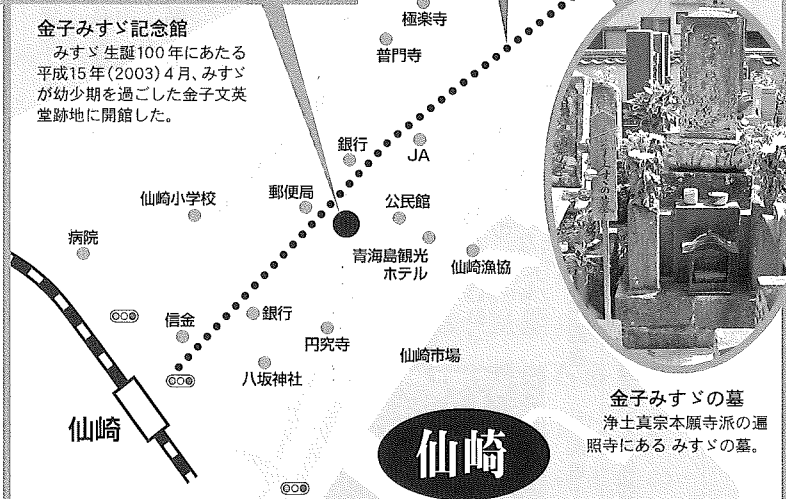 金子みすゞ記念館
みすゞ生誕100年にあたる
平成15年(2003)4月、みすゞ
が幼少期を過ごした金子文英
堂跡地に開館した。
極楽寺
普門寺
銀行
JA
仙崎小学校
郵便局
公民館
病院
青海島観光
ホテル
仙崎漁協
信金
銀行
円究寺
仙崎市場
八坂神社
仙崎
仙崎
金子みすゞの墓
浄土真宗本願寺派の遍
照寺にある みすゞの墓。